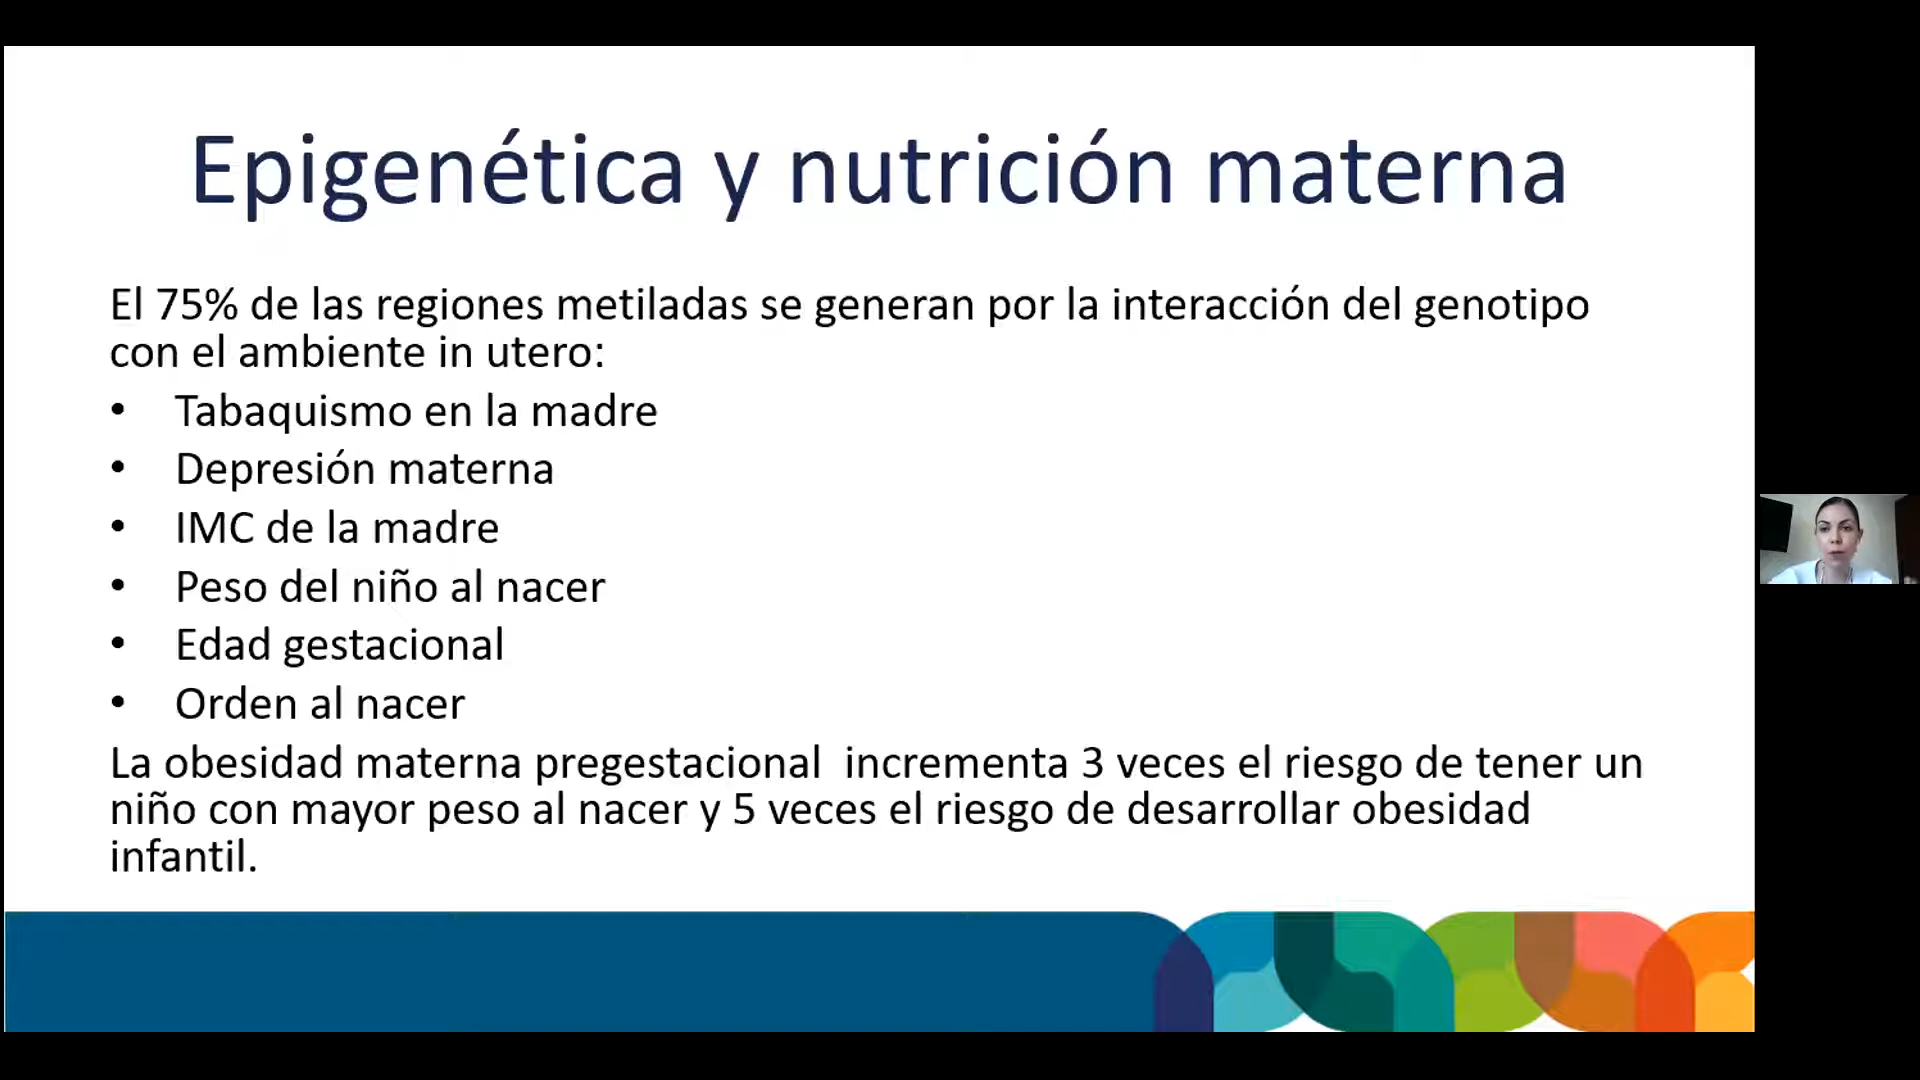 Epigenética y nutrición materna
El 75% de las regiones metiladas se generan por la interacción del genotipo
con el ambiente in utero:
• Tabaquismo en la madre
• Depresión materna
• IMC de la madre
• Peso del niño al nacer
• Edad gestacional
• Orden al nacer
La obesidad materna pregestacional  incrementa 3 veces el riesgo de tener un
niño con mayor peso al nacer y 5 veces el riesgo de desarrollar obesidad
infantil.